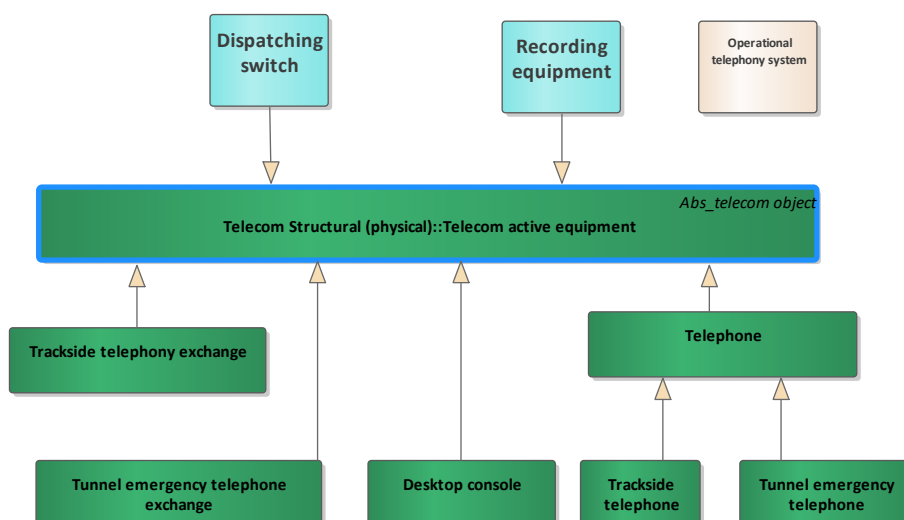 Dispatching
switch
Recording
equipment
Operational
telephony system
Abs_telecom object
Telecom Structural (physical)::Telecom active equipment
Trackside telephony exchange
Telephone
Tunnel emergency telephone
exchange
Desktop console
Trackside
telephone
Tunnel emergency
telephone